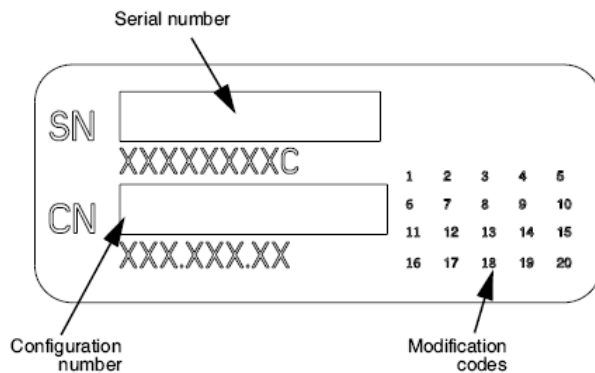 Serial number
SN
XXXXXXXXC
CN
XXX.XXX.XX
1 2 3 4 5
6 7 8 9 10
11 12 13 14 15
16 17 18 19 20
Configuration
number
Modification
codes